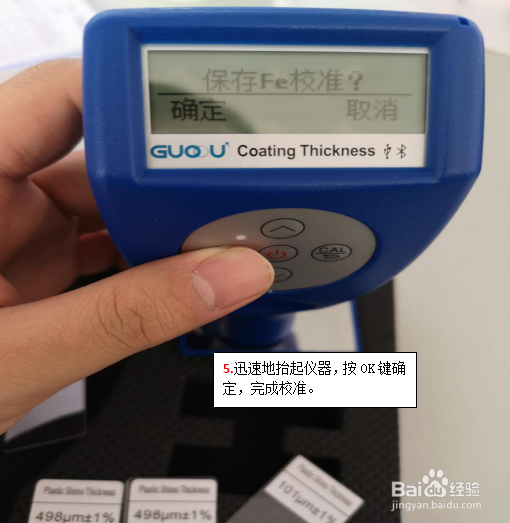 保存Fe校准？
确定 取消
GUOOU Coating Thickness
CAL
5.迅速地抬起仪器，按OK键确
定，完成校准。
Plastic Shims Thickness
498μm±1%
Plastic Shims Thickness
498μm±1%
Plastic Shims Thickness
101μm±1%
Baidu经验
jingyan.baidu.com